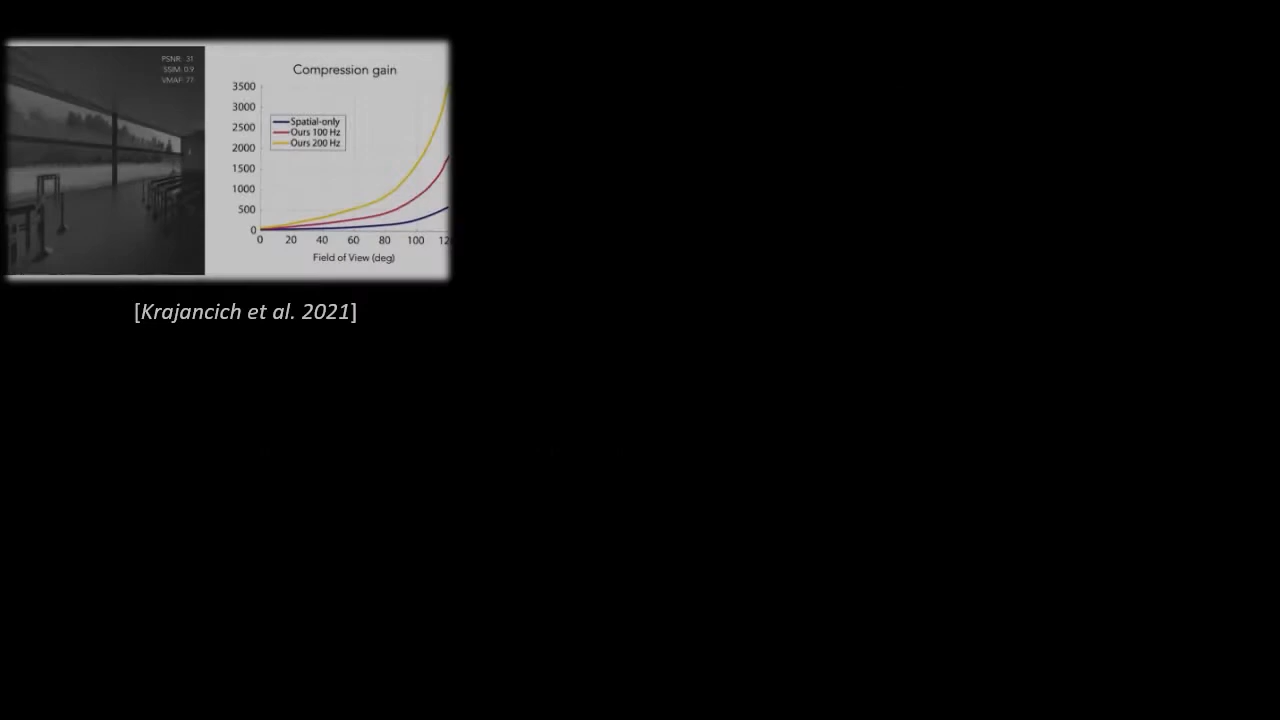 PSNR: 31
SSIM: 0.9
VMAF: 77
Compression gain
3500
3000
2500
2000
1500
1000
500
0
Spatial-only
Ours 100 Hz
Ours 200 Hz
0 20 40 60 80 100 12
Field of View (deg)
[Krajancich et al. 2021]